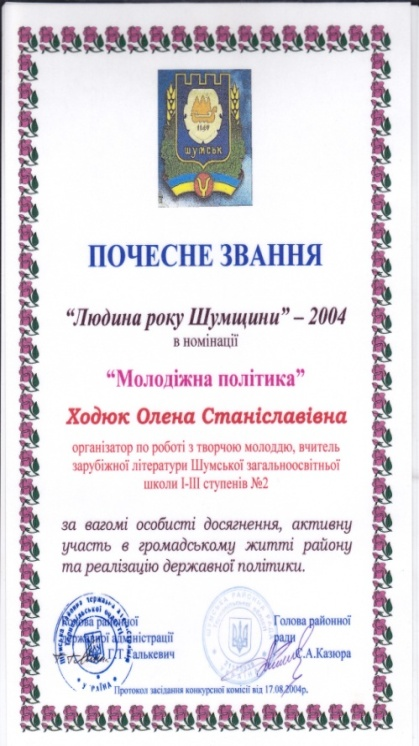 шумськ
ПОЧЕСНЕ ЗВАННЯ
“Людина року Шумщини” – 2004
в номінації
“Молодіжна політика”
Ходюк Олена Станіславівна
організатор по роботі з творчою молоддю, вчитель
зарубіжної літератури Шумської загальноосвітньої
школи І-ІІІ ступенів №2
за вагомі особисті досягнення, активну
участь в громадському житті району
та реалізацію державної політики.
Голова районної
державної адміністрації
Г.Т.Галькевич
Голова районної
ради
С.А.Казюра
Протокол засідання конкурсної комісії від 17.08.2004р.